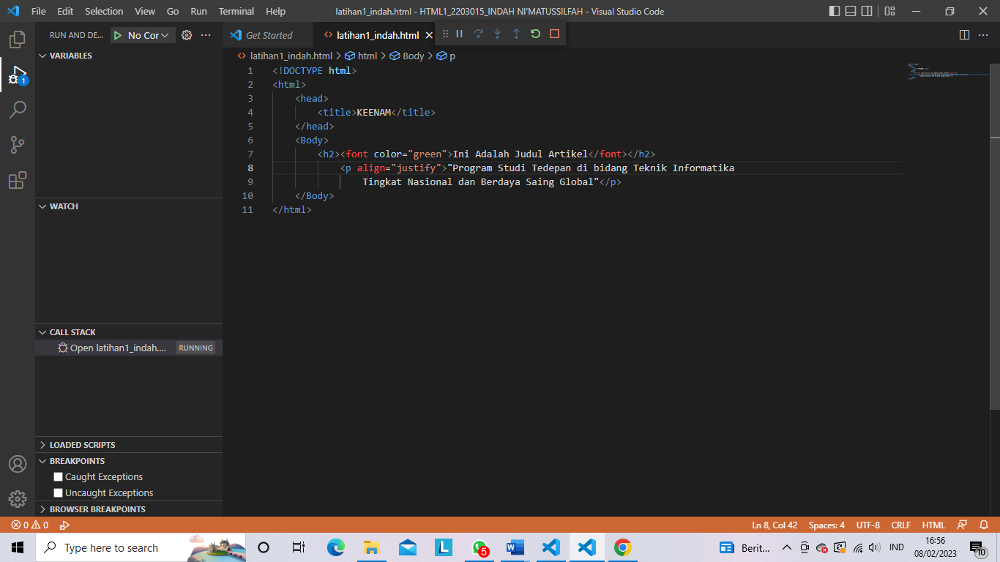 File Edit Selection View Go Run Terminal Help latihan1_indah.html - HTML1_2203015_INDAH NI'MATUSSILFAH - Visual Studio Code
RUN AND DE... No Cor Get Started latihan1_indah.html
VARIABLES
latihan1_indah.html > html > Body > p
1 <!DOCTYPE html>
2 <html>
3 <head>
4 <title>KEENAM</title>
5 </head>
6 <Body>
7 <h2><font color="green">Ini Adalah Judul Artikel</font></h2>
8 <p align="justify">"Program Studi Tedepan di bidang Teknik Informatika
9 Tingkat Nasional dan Berdaya Saing Global"</p>
10 </Body>
11 </html>
1
WATCH
CALL STACK
Open latihan1_indah.... RUNNING
LOADED SCRIPTS
BREAKPOINTS
Caught Exceptions
Uncaught Exceptions
BROWSER BREAKPOINTS
0 0 Ln 8, Col 42 Spaces: 4 UTF-8 CRLF HTML
Type here to search L 5 Berit... IND 16:56
08/02/2023 10